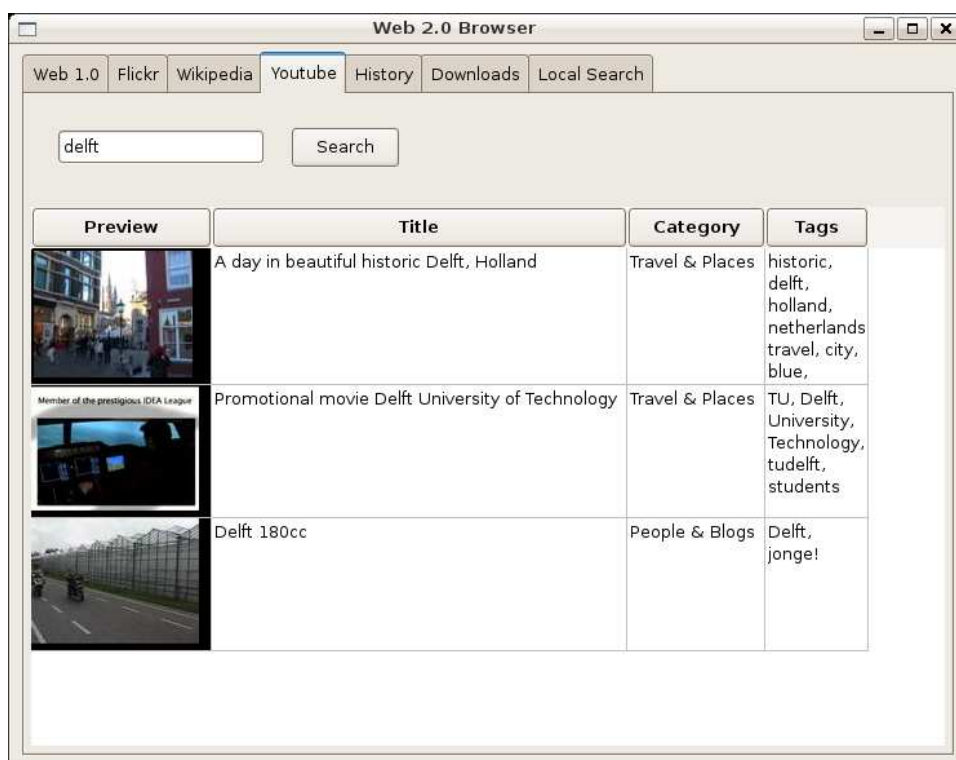 Web 2.0 Browser
Web 1.0 Flickr Wikipedia Youtube History Downloads Local Search
delft Search
Preview Title Category Tags
A day in beautiful historic Delft, Holland Travel & Places historic,
delft,
holland,
netherlands
travel, city,
blue,
Member of the prestigious IDEA League
Promotional movie Delft University of Technology Travel & Places TU, Delft,
University,
Technology,
tudelft,
students
Delft 180cc People & Blogs Delft,
jonge!